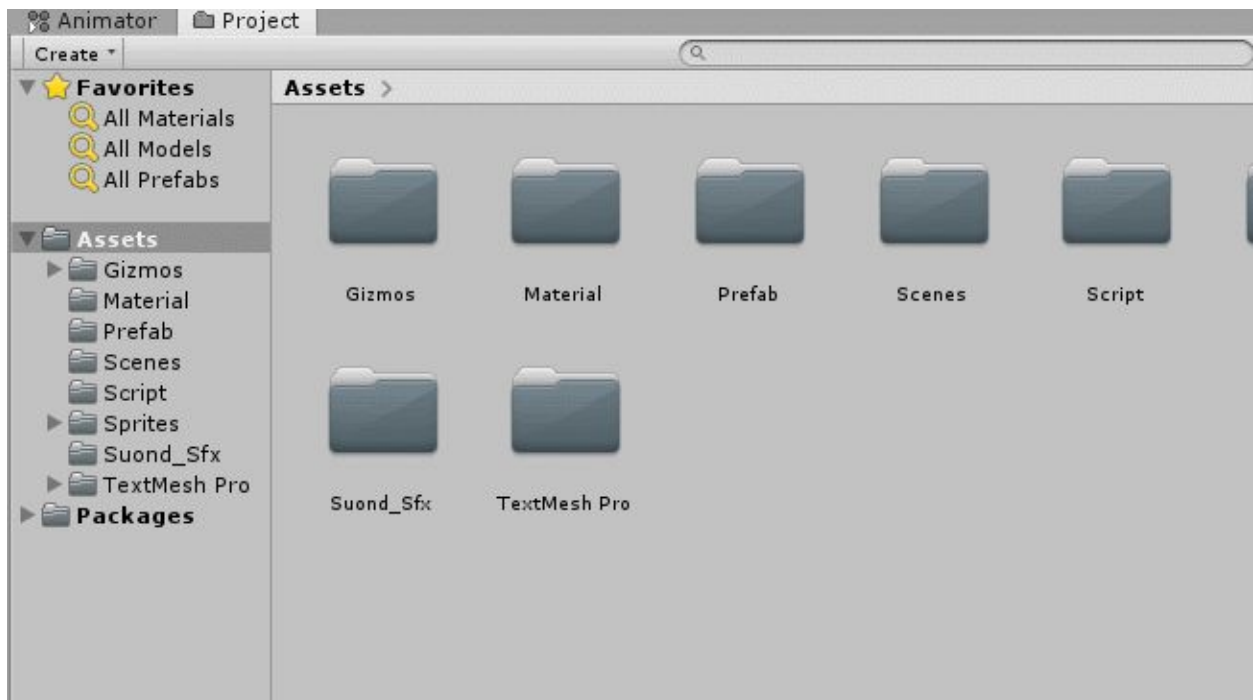 Animator Project
Create
Favorites
All Materials
All Models
All Prefabs
Assets
Gizmos
Material
Prefab
Scenes
Script
Sprites
Suond_Sfx
TextMesh Pro
Packages
Assets >
Gizmos Material Prefab Scenes Script
Suond_Sfx TextMesh Pro